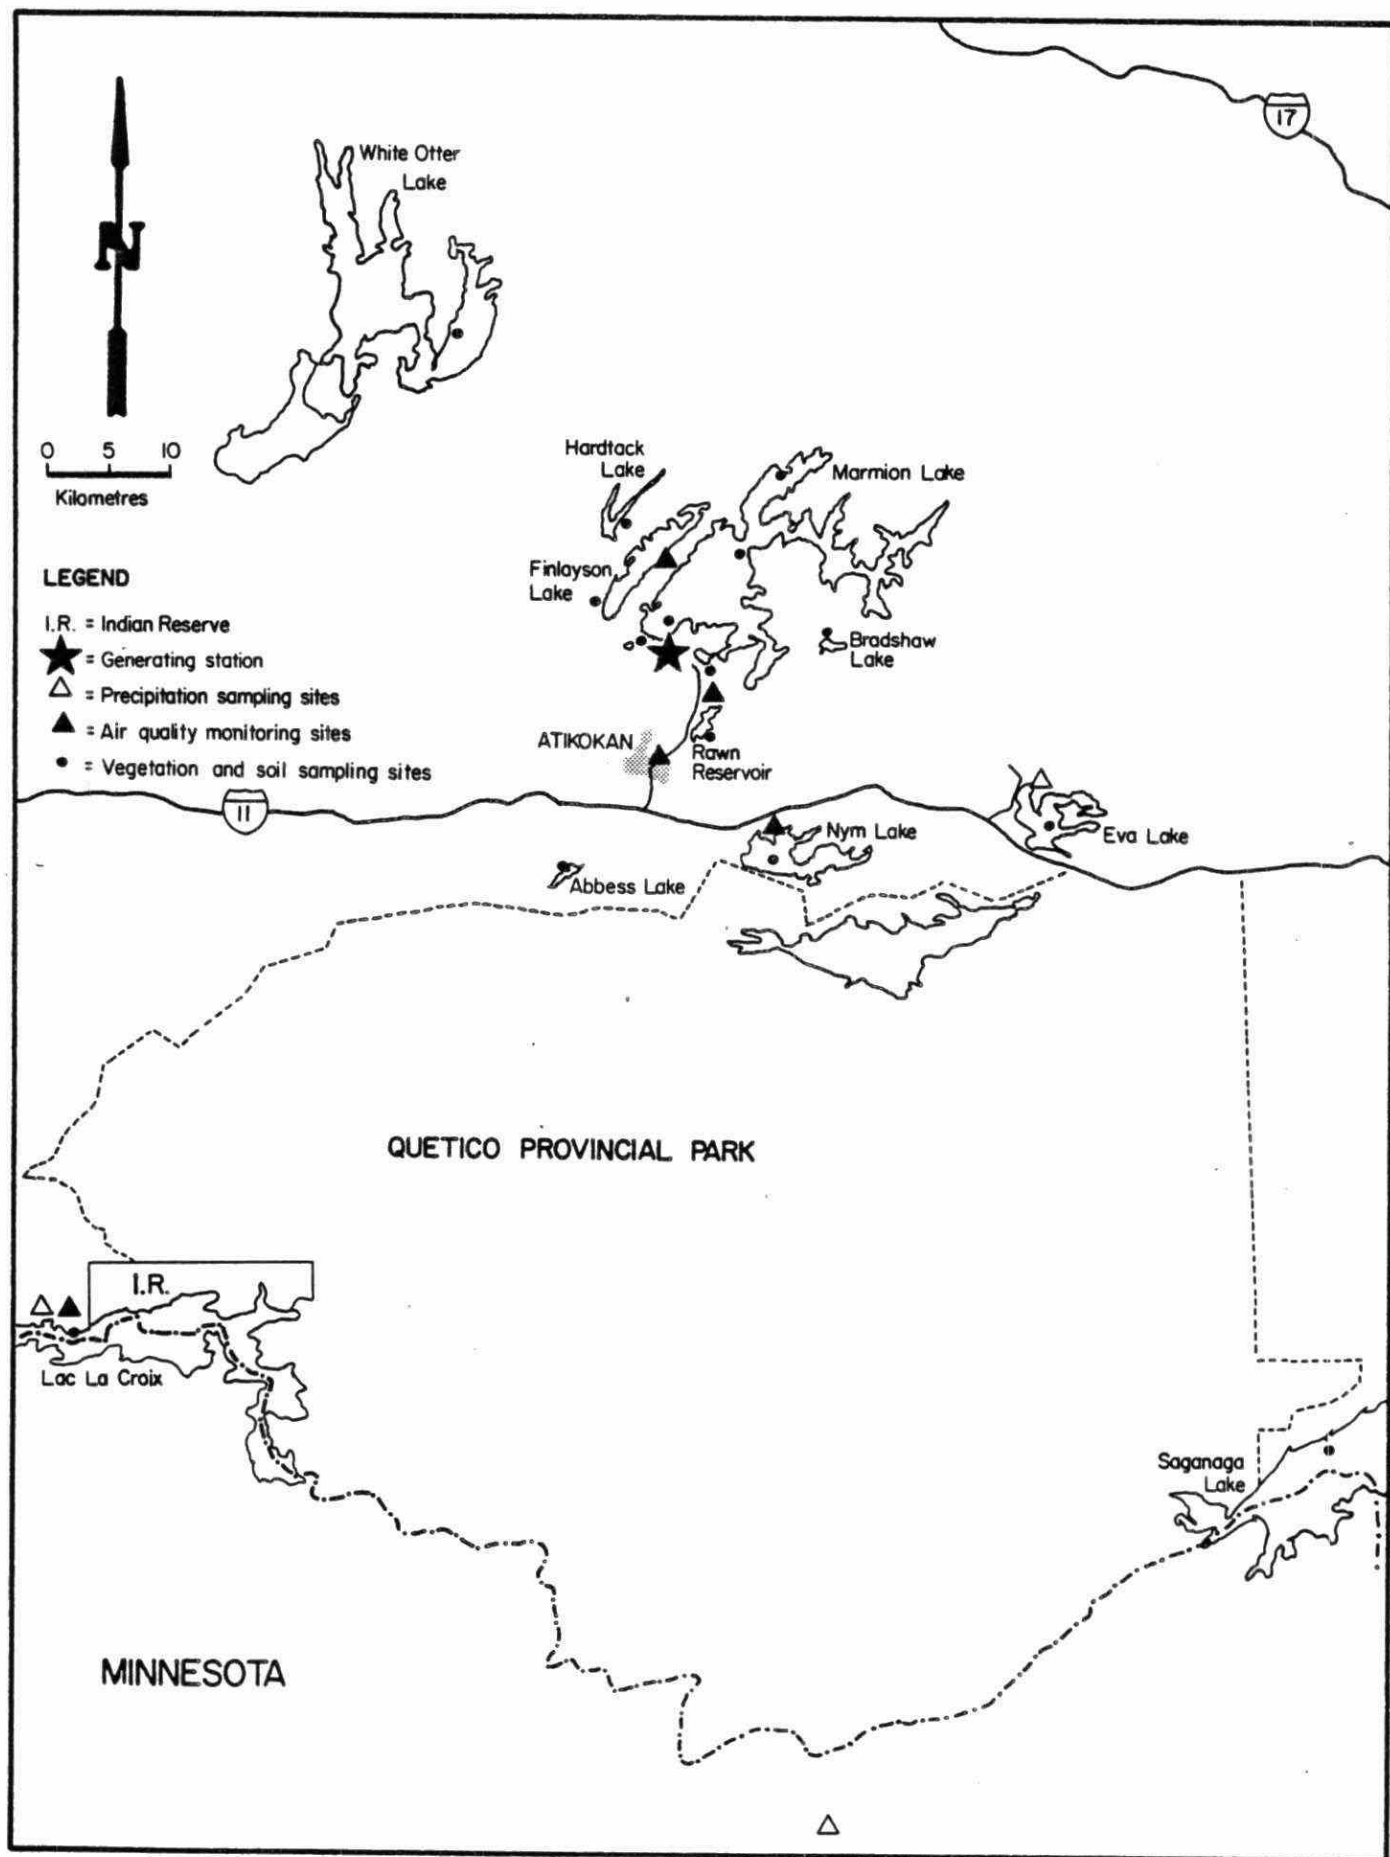 17
White Otter
Lake
N
0 5 10
Kilometres
Hardtack
Lake
Marmion Lake
Finlayson
Lake
Bradshaw
Lake
LEGEND
I.R. = Indian Reserve
= Generating station
= Precipitation sampling sites
= Air quality monitoring sites
= Vegetation and soil sampling sites
ATIKOKAN
Rawn
Reservoir
11
Nym Lake
Eva Lake
Abbess Lake
QUETICO PROVINCIAL PARK
I.R.
Lac La Croix
Saganaga
Lake
MINNESOTA